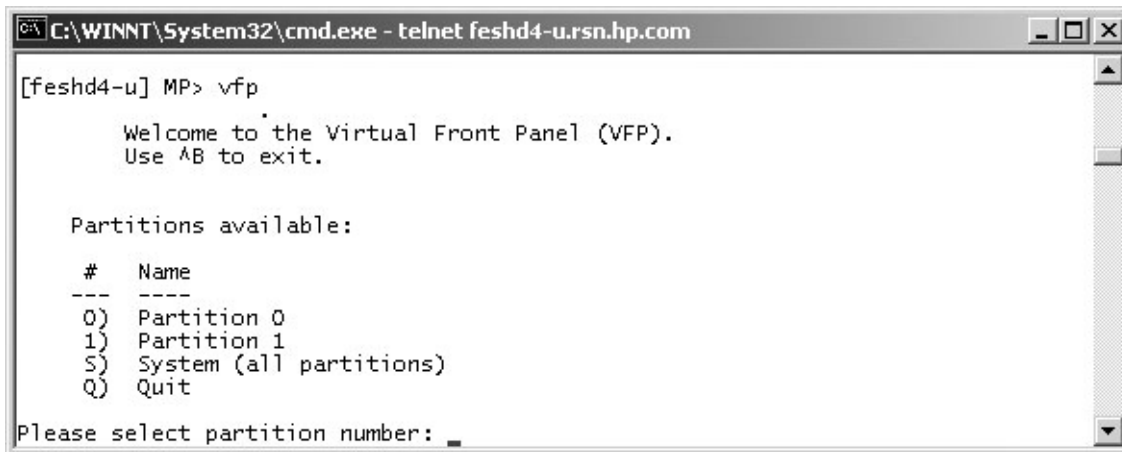 C:\WINNT\System32\cmd.exe - telnet feshd4-u.rsn.hp.com
[feshd4-u] MP> vfp
Welcome to the Virtual Front Panel (VFP).
Use ^B to exit.
Partitions available:
# Name
--- ----
0) Partition 0
1) Partition 1
S) System (all partitions)
Q) Quit
Please select partition number: _